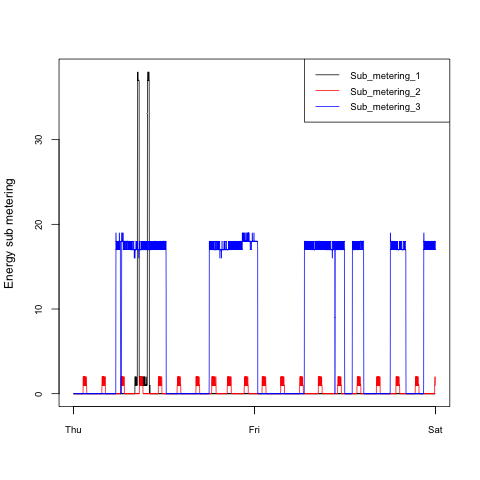 Sub_metering_1
Sub_metering_2
Sub_metering_3
Energy sub metering
30
20
10
0
Thu Fri Sat